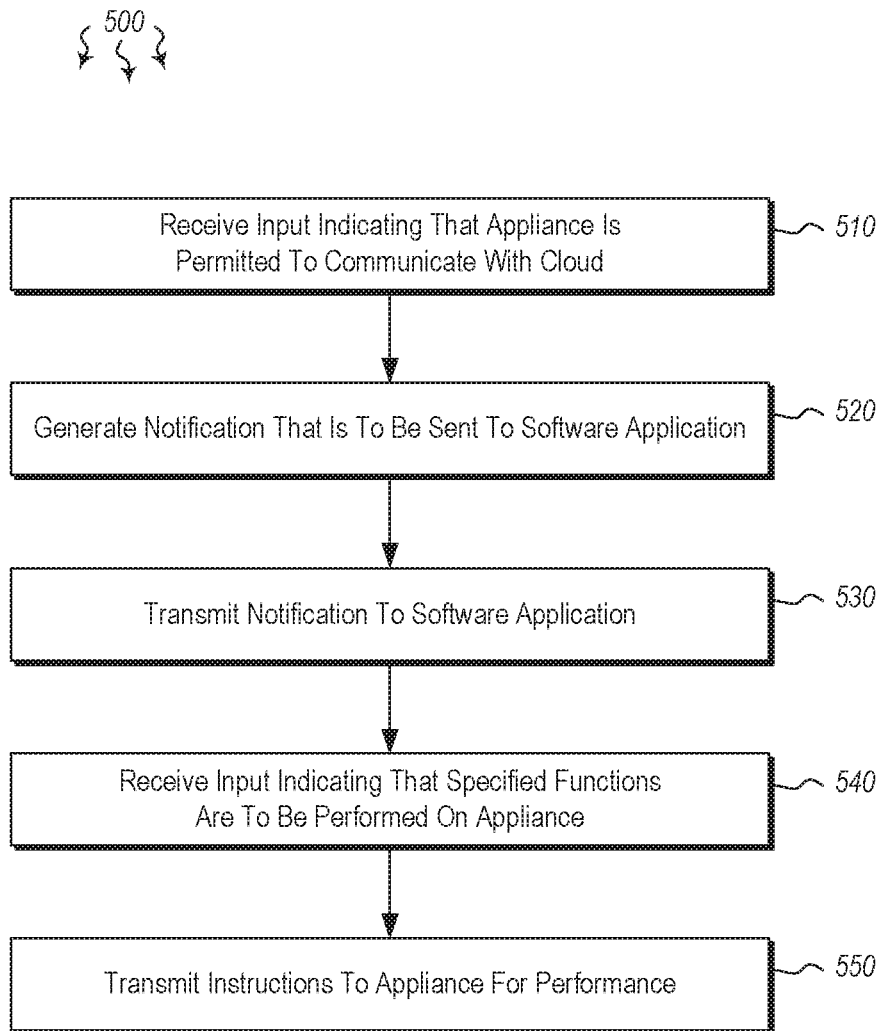 500
Receive Input Indicating That Appliance Is
Permitted To Communicate With Cloud
510
Generate Notification That Is To Be Sent To Software Application
520
Transmit Notification To Software Application
530
Receive Input Indicating That Specified Functions
Are To Be Performed On Appliance
540
Transmit Instructions To Appliance For Performance
550